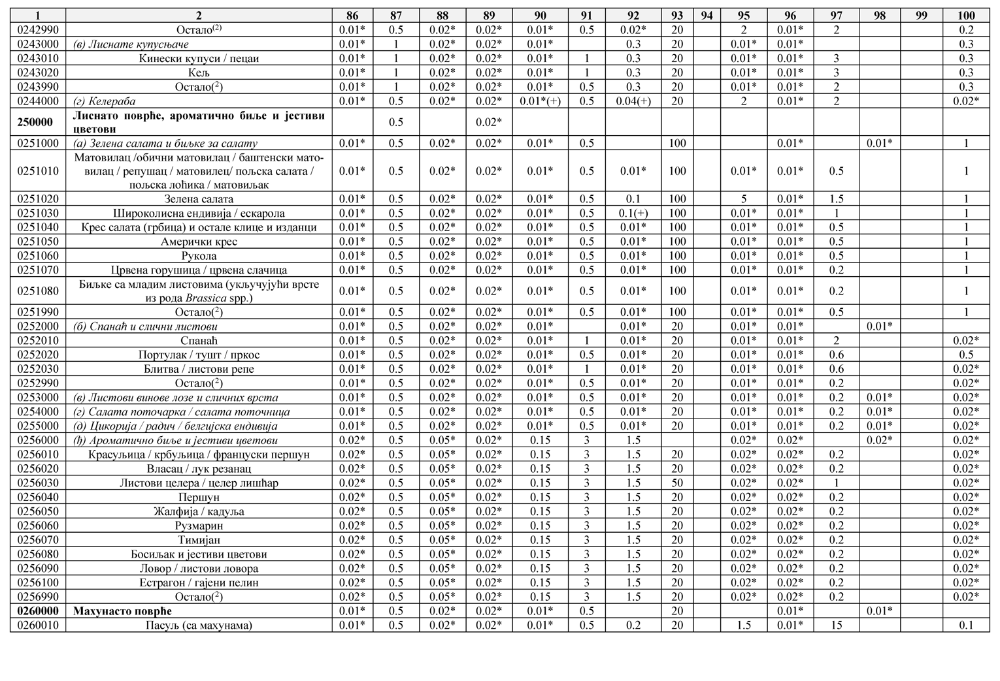 1 2 86 87 88 89 90 91 92 93 94 95 96 97 98 99 100
0242990 Остало(2) 0.01* 0.5 0.02* 0.02* 0.01* 0.5 0.02* 20 2 0.01* 2 0.2
0243000 (в) Лиснате купусњаче 0.01* 1 0.02* 0.02* 0.01* 0.3 20 0.01* 0.01* 0.3
0243010 Кинески купуси / пецаи 0.01* 1 0.02* 0.02* 0.01* 1 0.3 20 0.01* 0.01* 3 0.3
0243020 Кељ 0.01* 1 0.02* 0.02* 0.01* 1 0.3 20 0.01* 0.01* 3 0.3
0243990 Остало(2) 0.01* 1 0.02* 0.02* 0.01* 0.5 0.3 20 0.01* 0.01* 2 0.3
0244000 (г) Келераба 0.01* 0.5 0.02* 0.02* 0.01*(+) 0.5 0.04(+) 20 2 0.01* 2 0.02*
250000 Лиснато поврће, ароматично биље и јестиви
цветови 0.5 0.02*
0251000 (а) Зелена салата и биљке за салату 0.01* 0.5 0.02* 0.02* 0.01* 0.5 100 0.01* 0.01* 1
Матовилац /обични матовилац / баштенски мато-
0251010 вилац / репушац / матовилец/ пољска салата / 0.01* 0.5 0.02* 0.02* 0.01* 0.5 0.01* 100 0.01* 0.01* 0.5 1
пољска лоћика / матовиљак
0251020 Зелена салата 0.01* 0.5 0.02* 0.02* 0.01* 0.5 0.1 100 5 0.01* 1.5 1
0251030 Широколисна ендивија / ескарола 0.01* 0.5 0.02* 0.02* 0.01* 0.5 0.1(+) 100 0.01* 0.01* 1 1
0251040 Крес салата (грбица) и остале клице и изданци 0.01* 0.5 0.02* 0.02* 0.01* 0.5 0.01* 100 0.01* 0.01* 0.5 1
0251050 Амерички крес 0.01* 0.5 0.02* 0.02* 0.01* 0.5 0.01* 100 0.01* 0.01* 0.5 1
0251060 Рукола 0.01* 0.5 0.02* 0.02* 0.01* 0.5 0.01* 100 0.01* 0.01* 0.5 1
0251070 Црвена горушица / црвена слачица 0.01* 0.5 0.02* 0.02* 0.01* 0.5 0.01* 100 0.01* 0.01* 0.2 1
0251080 Биљке са младим листовима (укључујући врсте
из рода Brassica spp.) 0.01* 0.5 0.02* 0.02* 0.01* 0.5 0.01* 100 0.01* 0.01* 0.2 1
0251990 Остало(2) 0.01* 0.5 0.02* 0.02* 0.01* 0.5 0.01* 100 0.01* 0.01* 0.5 1
0252000 (б) Спанаћ и слични листови 0.01* 0.5 0.02* 0.02* 0.01* 0.01* 20 0.01* 0.01* 0.01*
0252010 Спанаћ 0.01* 0.5 0.02* 0.02* 0.01* 1 0.01* 20 0.01* 0.01* 2 0.02*
0252020 Портулак / тушт / пркос 0.01* 0.5 0.02* 0.02* 0.01* 0.5 0.01* 20 0.01* 0.01* 0.6 0.5
0252030 Блитва / листови репе 0.01* 0.5 0.02* 0.02* 0.01* 1 0.01* 20 0.01* 0.01* 0.6 0.02*
0252990 Остало(2) 0.01* 0.5 0.02* 0.02* 0.01* 0.5 0.01* 20 0.01* 0.01* 0.2 0.02*
0253000 (в) Листови винове лозе и сличних врста 0.01* 0.5 0.02* 0.02* 0.01* 0.5 0.01* 20 0.01* 0.01* 0.2 0.01* 0.02*
0254000 (г) Салата поточарка / салата поточница 0.01* 0.5 0.02* 0.02* 0.01* 0.5 0.01* 20 0.01* 0.01* 0.2 0.01* 0.02*
0255000 (д) Цикорија / радич / белгијска ендивија 0.01* 0.5 0.02* 0.02* 0.01* 0.5 0.01* 20 0.01* 0.01* 0.2 0.01* 0.02*
0256000 (ђ) Ароматично биље и јестиви цветови 0.02* 0.5 0.05* 0.02* 0.15 3 1.5 0.02* 0.02* 0.02* 0.02*
0256010 Красуљица / крбуљица / француски першун 0.02* 0.5 0.05* 0.02* 0.15 3 1.5 20 0.02* 0.02* 0.2 0.02*
0256020 Власац / лук резанац 0.02* 0.5 0.05* 0.02* 0.15 3 1.5 20 0.02* 0.02* 0.2 0.02*
0256030 Листови целера / целер лишћар 0.02* 0.5 0.05* 0.02* 0.15 3 1.5 50 0.02* 0.02* 1 0.02*
0256040 Першун 0.02* 0.5 0.05* 0.02* 0.15 3 1.5 20 0.02* 0.02* 0.2 0.02*
0256050 Жалфија / кадуља 0.02* 0.5 0.05* 0.02* 0.15 3 1.5 20 0.02* 0.02* 0.2 0.02*
0256060 Рузмарин 0.02* 0.5 0.05* 0.02* 0.15 3 1.5 20 0.02* 0.02* 0.2 0.02*
0256070 Тимијан 0.02* 0.5 0.05* 0.02* 0.15 3 1.5 20 0.02* 0.02* 0.2 0.02*
0256080 Босиљак и јестиви цветови 0.02* 0.5 0.05* 0.02* 0.15 3 1.5 20 0.02* 0.02* 0.2 0.02*
0256090 Ловор / листови ловора 0.02* 0.5 0.05* 0.02* 0.15 3 1.5 20 0.02* 0.02* 0.2 0.02*
0256100 Естрагон / гајени пелин 0.02* 0.5 0.05* 0.02* 0.15 3 1.5 20 0.02* 0.02* 0.2 0.02*
0256990 Остало(2) 0.02* 0.5 0.05* 0.02* 0.15 3 1.5 20 0.02* 0.02* 0.2 0.02*
0260000 Махунасто поврће 0.01* 0.5 0.02* 0.02* 0.01* 0.5 20 0.01* 0.01*
0260010 Пасуљ (са махунама) 0.01* 0.5 0.02* 0.02* 0.01* 0.5 0.2 20 1.5 0.01* 15 0.1